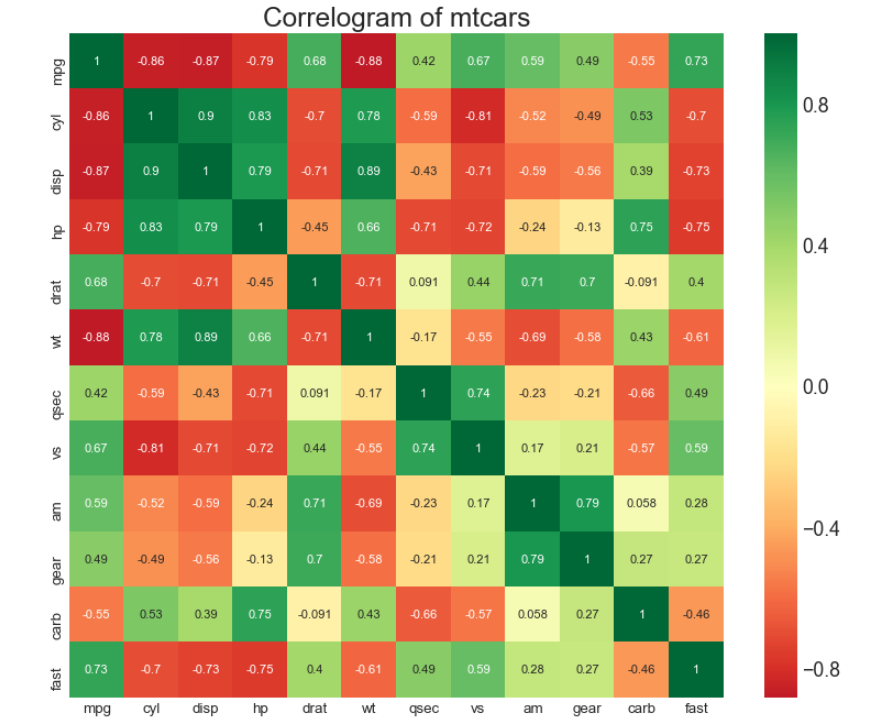 Correlogram of mtcars
mpg 1 -0.86 -0.87 -0.79 0.68 -0.88 0.42 0.67 0.59 0.49 -0.55 0.73
cyl -0.86 1 0.9 0.83 -0.7 0.78 -0.59 -0.81 -0.52 -0.49 0.53 -0.7
disp -0.87 0.9 1 0.79 -0.71 0.89 -0.43 -0.71 -0.59 -0.56 0.39 -0.73
hp -0.79 0.83 0.79 1 -0.45 0.66 -0.71 -0.72 -0.24 -0.13 0.75 -0.75
drat 0.68 -0.7 -0.71 -0.45 1 -0.71 0.091 0.44 0.71 0.7 -0.091 0.4
wt -0.88 0.78 0.89 0.66 -0.71 1 -0.17 -0.55 -0.69 -0.58 0.43 -0.61
qsec 0.42 -0.59 -0.43 -0.71 0.091 -0.17 1 0.74 -0.23 -0.21 -0.66 0.49
vs 0.67 -0.81 -0.71 -0.72 0.44 -0.55 0.74 1 0.17 0.21 -0.57 0.59
am 0.59 -0.52 -0.59 -0.24 0.71 -0.69 -0.23 0.17 1 0.79 0.058 0.28
gear 0.49 -0.49 -0.56 -0.13 0.7 -0.58 -0.21 0.21 0.79 1 0.27 0.27
carb -0.55 0.53 0.39 0.75 -0.091 0.43 -0.66 -0.57 0.058 0.27 1 -0.46
fast 0.73 -0.7 -0.73 -0.75 0.4 -0.61 0.49 0.59 0.28 0.27 -0.46 1
mpg cyl disp hp drat wt qsec vs am gear carb fast
0.8
0.4
0.0
−0.4
−0.8